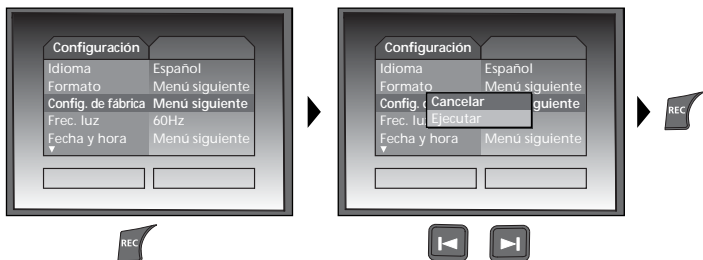 Configuración
Idioma Español
Formato Menú siguiente
Config. de fábrica Menú siguiente
Frec. luz 60Hz
Fecha y hora Menú siguiente
REC
Configuración
Idioma Español
Formato Menú siguiente
Config. d Cancelar guiente
Frec. lu Ejecutar
Fecha y hora Menú siguiente
REC